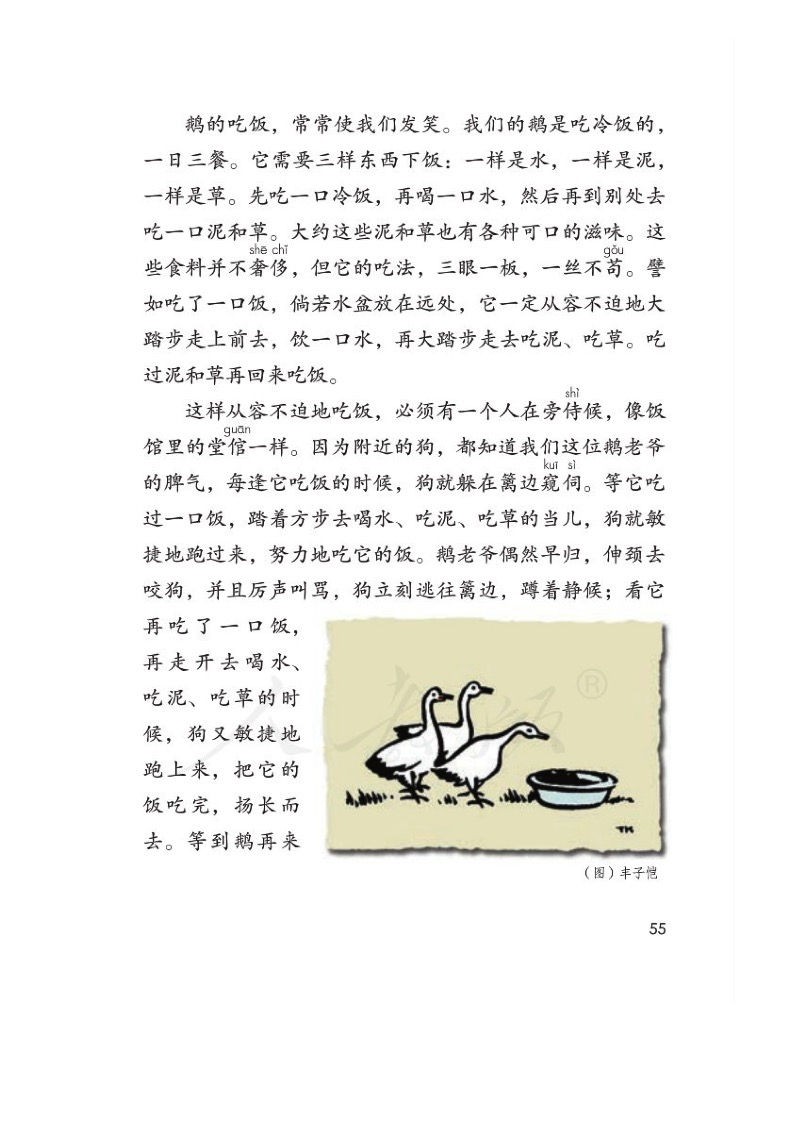 鹅的吃饭，常常使我们发笑。我们的鹅是吃冷饭的，
一日三餐。它需要三样东西下饭：一样是水，一样是泥，
一样是草。先吃一口冷饭，再喝一口水，然后再到别处去
吃一口泥和草。大约这些泥和草也有各种可口的滋味。这
shē chǐ gǒu
些食料并不奢侈，但它的吃法，三眼一板，一丝不苟。譬
如吃了一口饭，倘若水盆放在远处，它一定从容不迫地大
踏步走上前去，饮一口水，再大踏步走去吃泥、吃草。吃
过泥和草再回来吃饭。
shì
这样从容不迫地吃饭，必须有一个人在旁侍候，像饭
guān
馆里的堂倌一样。因为附近的狗，都知道我们这位鹅老爷
kuī sì
的脾气，每逢它吃饭的时候，狗就躲在篱边窥伺。等它吃
过一口饭，踏着方步去喝水、吃泥、吃草的当儿，狗就敏
捷地跑过来，努力地吃它的饭。鹅老爷偶然早归，伸颈去
咬狗，并且厉声叫骂，狗立刻逃往篱边，蹲着静候；看它
再吃了一口饭，
再走开去喝水、
吃泥、吃草的时
候，狗又敏捷地
跑上来，把它的
饭吃完，扬长而
去。等到鹅再来
人教版®
TK
（图）丰子恺
55